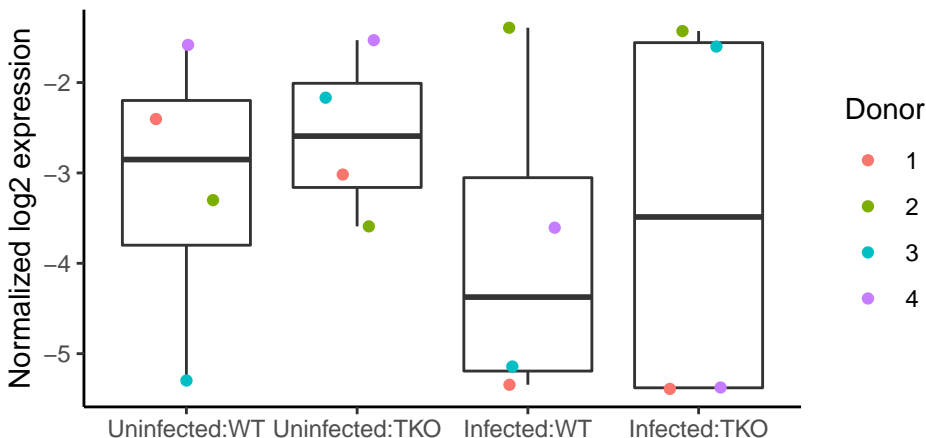 Normalized log2 expression
−2
−3
−4
−5
Uninfected:WT
Uninfected:TKO
Infected:WT
Infected:TKO
Donor
1
2
3
4